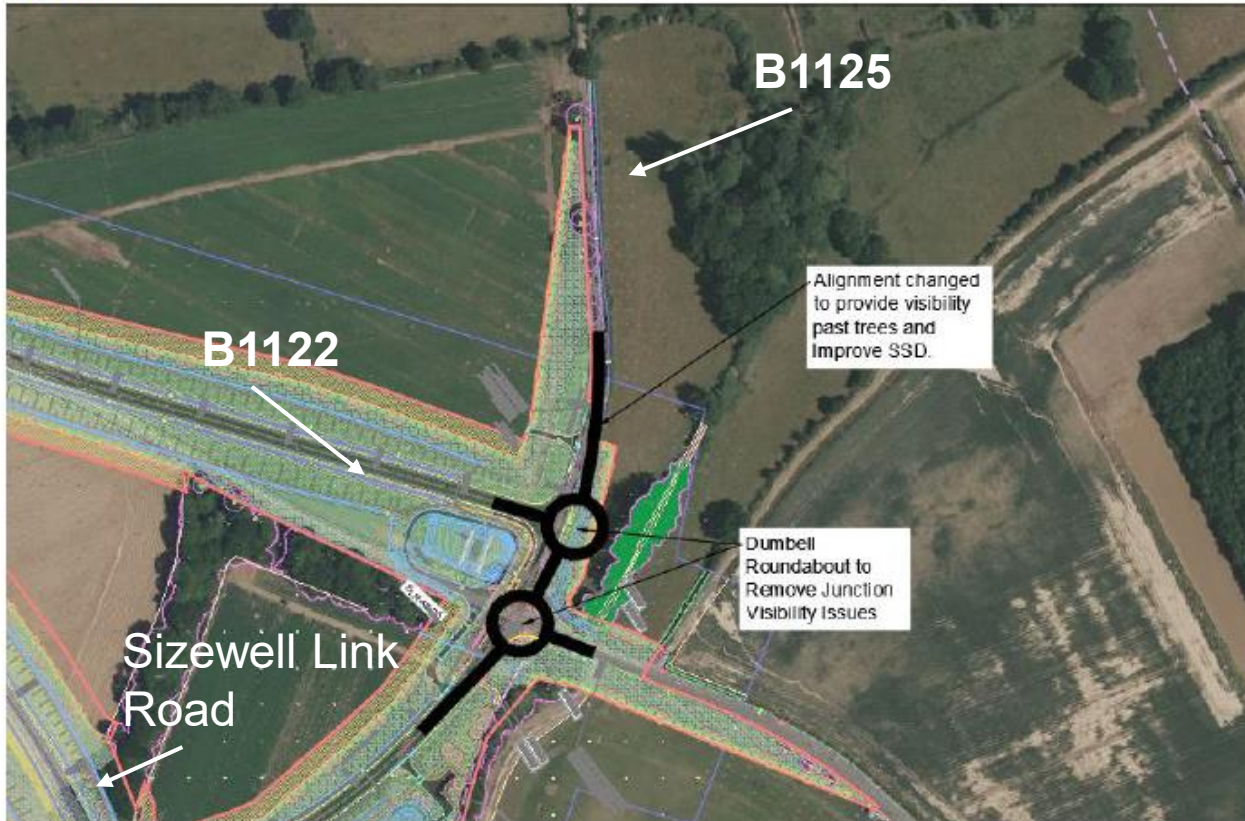 B1125
Alignment changed
to provide visibility
past trees and
Improve SSD.
B1122
Dumbell
Roundabout to
Remove Junction
Visibility Issues
Sizewell Link
Road